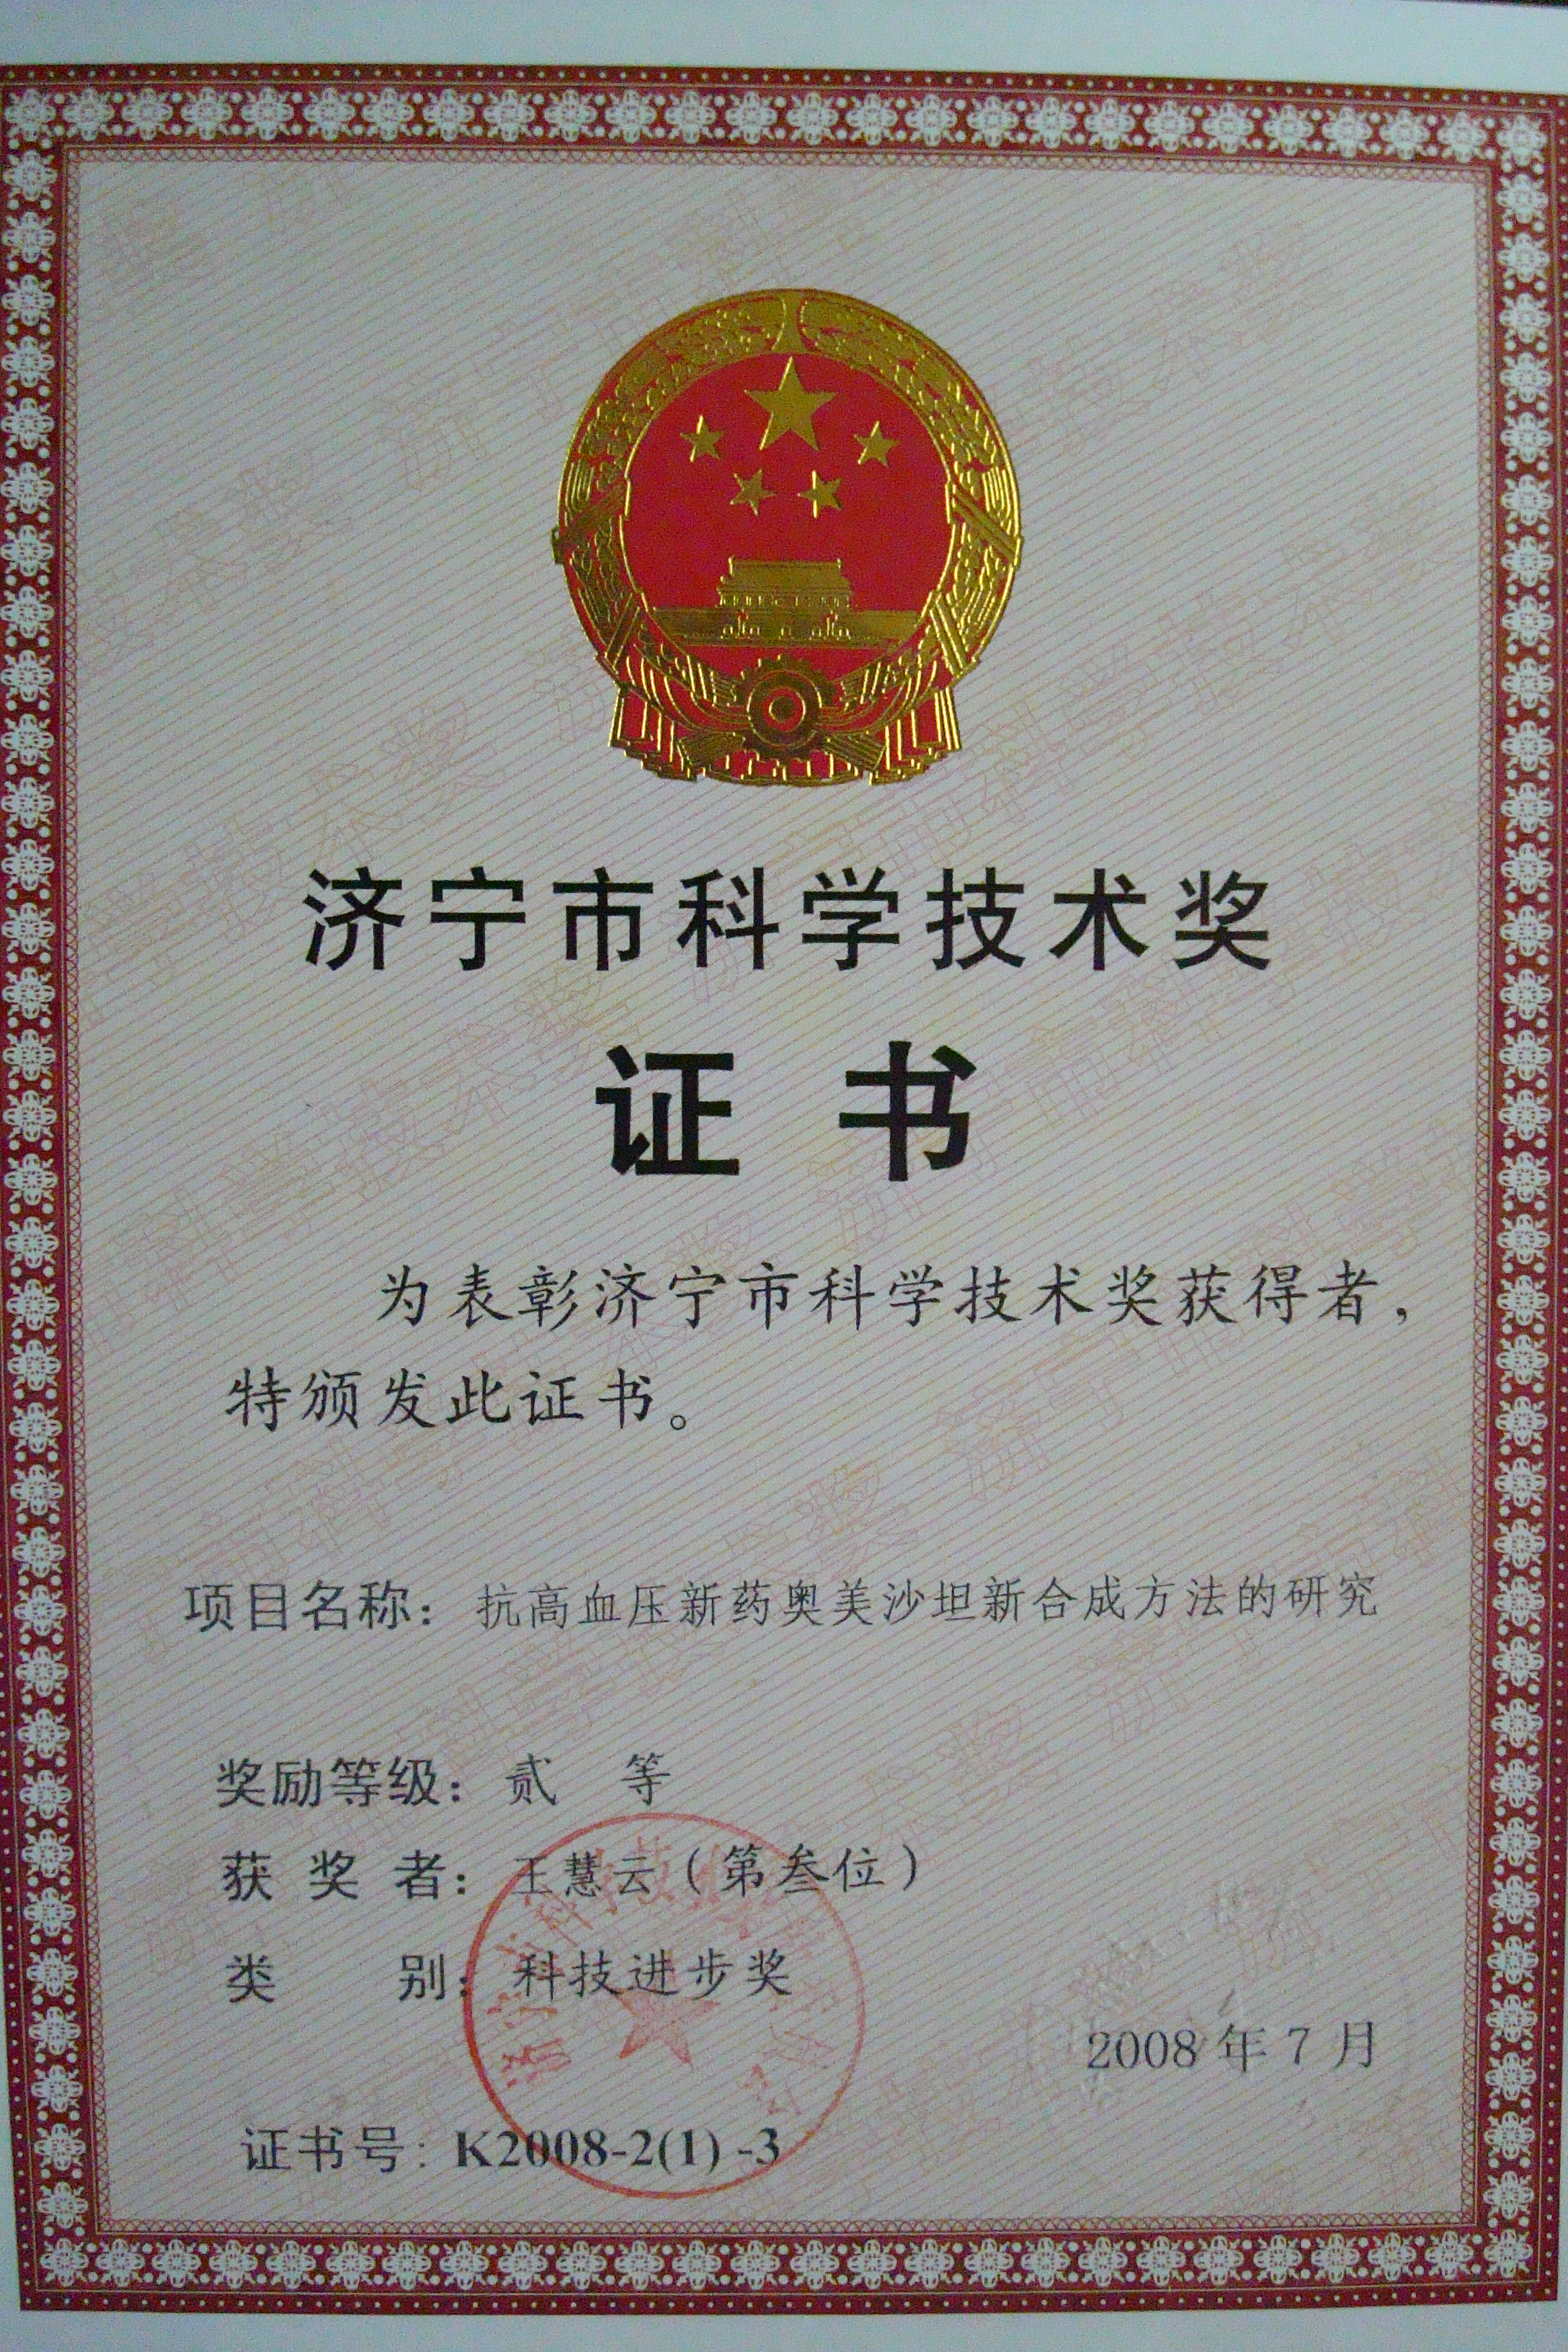 济宁市科学技术奖
证书
为表彰济宁市科学技术奖获得者，
特颁发此证书。
项目名称：抗高血压新药奥美沙坦新合成方法的研究
奖励等级：贰 等
获 奖 者：王慧云（第叁位）
类 别：科技进步奖
2008 年 7 月
证书号：K2008-2(1) -3